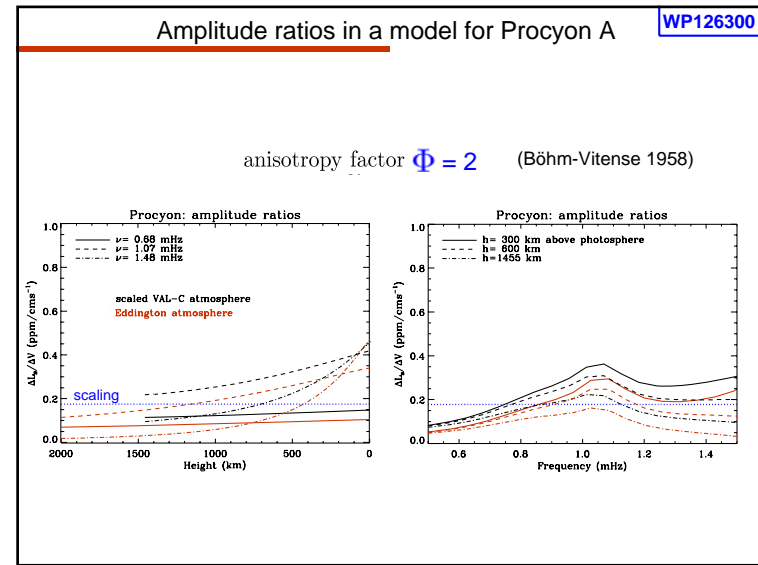 Amplitude ratios in a model for Procyon A
WP126300
anisotropy factor Φ = 2 (Böhm-Vitense 1958)
Procyon: amplitude ratios
ν= 0.68 mHz
ν= 1.07 mHz
ν= 1.48 mHz
scaled VAL-C atmosphere
Eddington atmosphere
scaling
ΔLₛ/ΔV (ppm/cms⁻¹)
1.0
0.8
0.6
0.4
0.2
0.0
2000 1500 1000 500 0
Height (km)
Procyon: amplitude ratios
h= 300 km above photosphere
h= 600 km
h=1455 km
ΔLₛ/ΔV (ppm/cms⁻¹)
1.0
0.8
0.6
0.4
0.2
0.0
0.6 0.8 1.0 1.2 1.4
Frequency (mHz)